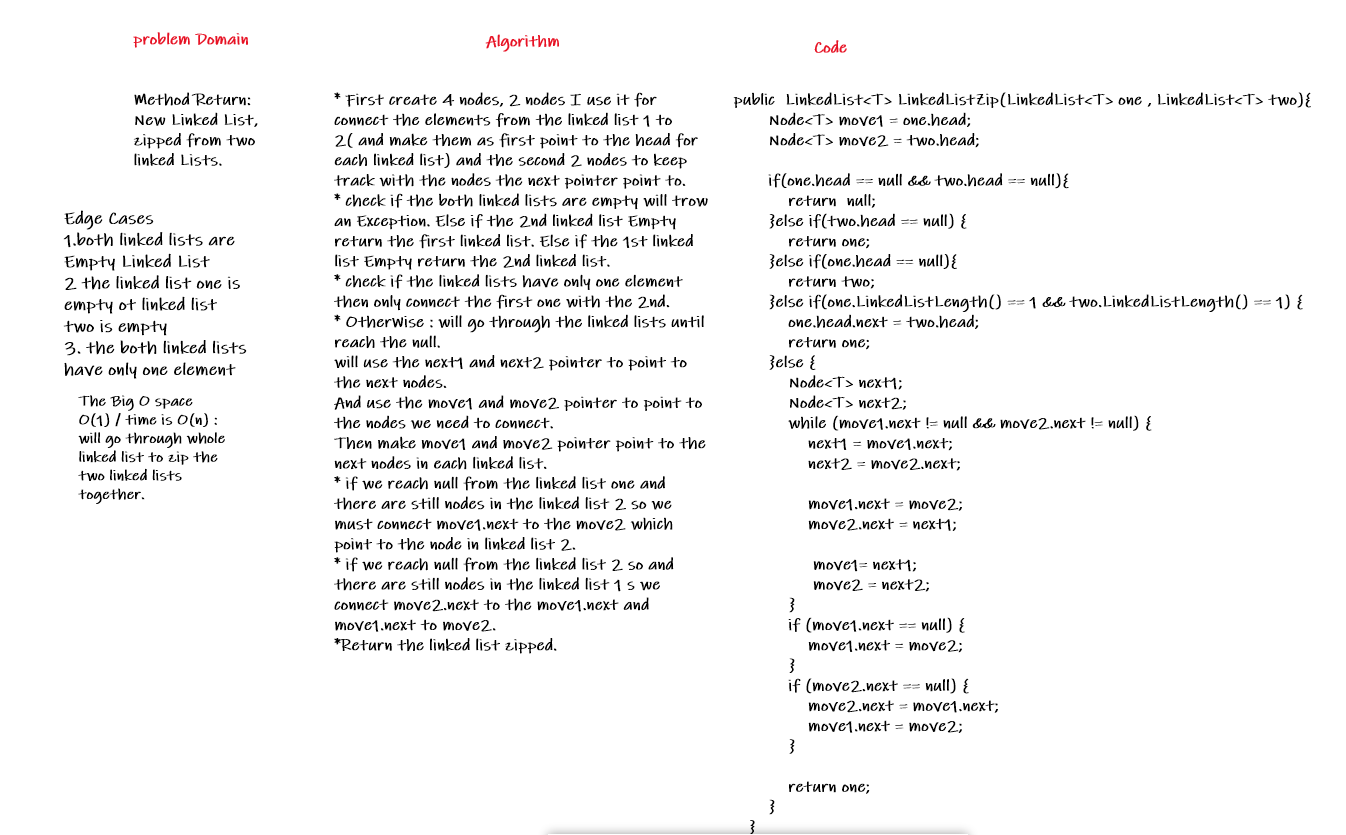 problem Domain
Method Return:
New Linked List,
zipped from two
linked Lists.
Edge Cases
1.both linked lists are
Empty Linked List
2 the linked list one is
empty ot linked list
two is empty
3. the both linked lists
have only one element
The Big O space
O(1) / time is O(n) :
will go through whole
linked list to zip the
two linked lists
together.
Algorithm
* First create 4 nodes, 2 nodes I use it for
connect the elements from the linked list 1 to
2( and make them as first point to the head for
each linked list) and the second 2 nodes to keep
track with the nodes the next pointer point to.
* check if the both linked lists are empty will trow
an Exception. Else if the 2nd linked list Empty
return the first linked list. Else if the 1st linked
list Empty return the 2nd linked list.
* check if the linked lists have only one element
then only connect the first one with the 2nd.
* OtherWise : will go through the linked lists until
reach the null.
will use the next1 and next2 pointer to point to
the next nodes.
And use the move1 and move2 pointer to point to
the nodes we need to connect.
Then make move1 and move2 pointer point to the
next nodes in each linked list.
* if we reach null from the linked list one and
there are still nodes in the linked list 2 so we
must connect move1.next to the move2 which
point to the node in linked list 2.
* if we reach null from the linked list 2 so and
there are still nodes in the linked list 1 s we
connect move2.next to the move1.next and
move1.next to move2.
*Return the linked list zipped.
Code
public LinkedList<T> LinkedListZip(LinkedList<T> one , LinkedList<T> two){
Node<T> move1 = one.head;
Node<T> move2 = two.head;
if(one.head == null && two.head == null){
return null;
}else if(two.head == null) {
return one;
}else if(one.head == null){
return two;
}else if(one.LinkedListLength() == 1 && two.LinkedListLength() == 1) {
one.head.next = two.head;
return one;
}else {
Node<T> next1;
Node<T> next2;
while (move1.next != null && move2.next != null) {
next1 = move1.next;
next2 = move2.next;
move1.next = move2;
move2.next = next1;
move1= next1;
move2 = next2;
}
if (move1.next == null) {
move1.next = move2;
}
if (move2.next == null) {
move2.next = move1.next;
move1.next = move2;
}
return one;
}
}